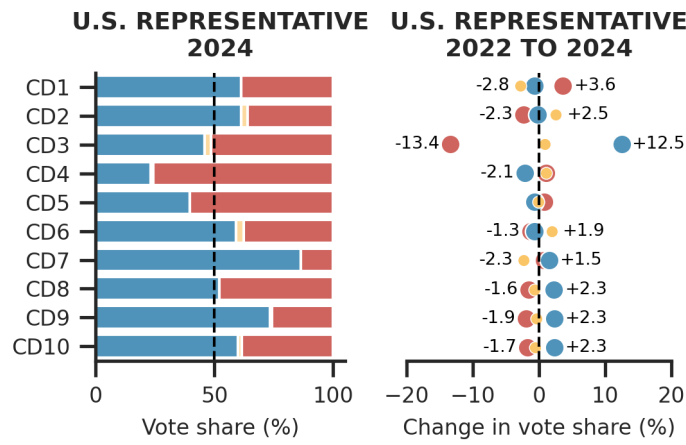 U.S. REPRESENTATIVE
2024
CD1
CD2
CD3
CD4
CD5
CD6
CD7
CD8
CD9
CD10
0
50
100
Vote share (%)
U.S. REPRESENTATIVE
2022 TO 2024
-2.8 +3.6
-2.3 +2.5
-13.4 +12.5
-2.1
-1.3 +1.9
-2.3 +1.5
-1.6 +2.3
-1.9 +2.3
-1.7 +2.3
−20 −10 0 10 20
Change in vote share (%)